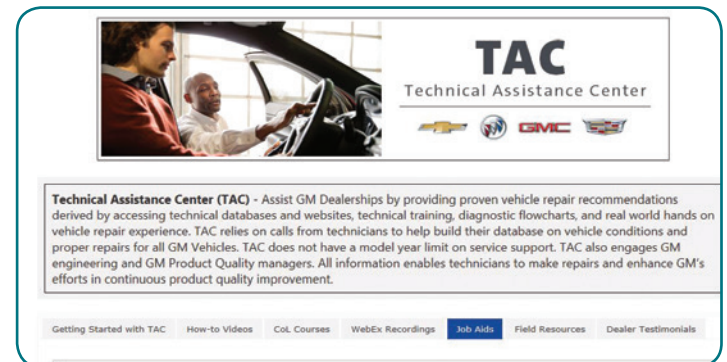 TAC
Technical Assistance Center
GMC
Technical Assistance Center (TAC) - Assist GM Dealerships by providing proven vehicle repair recommendations
derived by accessing technical databases and websites, technical training, diagnostic flowcharts, and real world hands on
vehicle repair experience. TAC relies on calls from technicians to help build their database on vehicle conditions and
proper repairs for all GM Vehicles. TAC does not have a model year limit on service support. TAC also engages GM
engineering and GM Product Quality managers. All information enables technicians to make repairs and enhance GM's
efforts in continuous product quality improvement.
Getting Started with TAC How-to Videos CoL Courses WebEx Recordings Job Aids Field Resources Dealer Testimonials